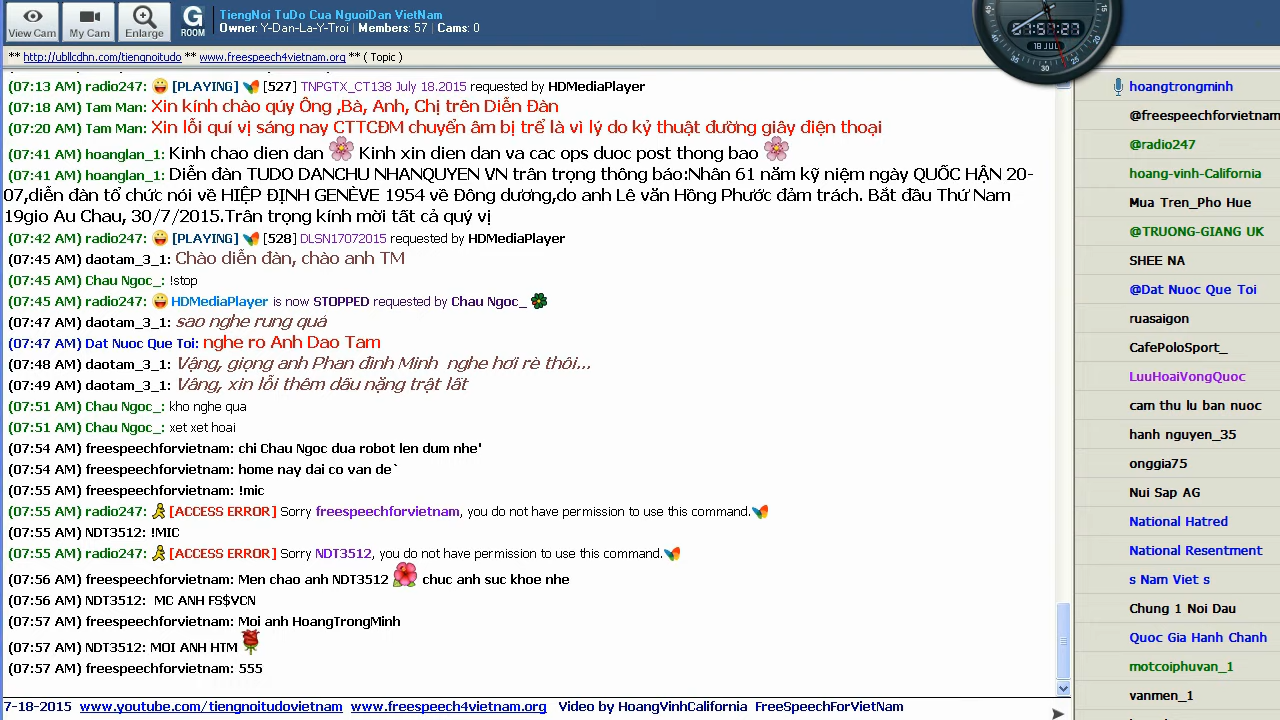 View Cam
My Cam
Enlarge
G
ROOM
TiengNoi TuDo Cua NguoiDan VietNam
Owner: Y-Dan-La-Y-Troi | Members: 57 | Cams: 0
** http://ubllcdhn.com/tiengnoitudo ** www.freespeech4vietnam.org ** ( Topic )
(07:13 AM) radio247: [PLAYING] [527] TNPGTX_CT138 July 18.2015 requested by HDMediaPlayer
(07:18 AM) Tam Man: Xin kính chào qúy Ông ,Bà, Anh, Chị trên Diễn Đàn
(07:20 AM) Tam Man: Xin lỗi quí vị sáng nay CTTCĐM chuyển âm bị trể là vì lý do kỷ thuật đường giây điện thoại
(07:41 AM) hoanglan_1: Kinh chao dien dan Kinh xin dien dan va cac ops duoc post thong bao
(07:41 AM) hoanglan_1: Diễn đàn TUDO DANCHU NHANQUYEN VN trân trọng thông báo:Nhân 61 năm kỹ niệm ngày QUỐC HẬN 20-
07,diễn đàn tổ chức nói về HIỆP ĐỊNH GENÈVE 1954 về Đông dương,do anh Lê văn Hồng Phước đảm trách. Bắt đầu Thứ Nam
19gio Au Chau, 30/7/2015.Trân trọng kính mời tất cả quý vị
(07:42 AM) radio247: [PLAYING] [528] DLSN17072015 requested by HDMediaPlayer
(07:45 AM) daotam_3_1: Chào diễn đàn, chào anh TM
(07:45 AM) Chau Ngoc_: !stop
(07:45 AM) radio247: HDMediaPlayer is now STOPPED requested by Chau Ngoc_
(07:47 AM) daotam_3_1: sao nghe rung quá
(07:47 AM) Dat Nuoc Que Toi: nghe ro Anh Dao Tam
(07:48 AM) daotam_3_1: Vậng, giọng anh Phan đình Minh nghe hơi rè thôi...
(07:49 AM) daotam_3_1: Vâng, xin lỗi thêm dấu nặng trật lất
(07:51 AM) Chau Ngoc_: kho nghe qua
(07:51 AM) Chau Ngoc_: xet xet hoai
(07:54 AM) freespeechforvietnam: chi Chau Ngoc dua robot len dum nhe'
(07:54 AM) freespeechforvietnam: home nay dai co van de`
(07:55 AM) freespeechforvietnam: !mic
(07:55 AM) radio247: [ACCESS ERROR] Sorry freespeechforvietnam, you do not have permission to use this command.
(07:55 AM) NDT3512: !MIC
(07:55 AM) radio247: [ACCESS ERROR] Sorry NDT3512, you do not have permission to use this command.
(07:56 AM) freespeechforvietnam: Men chao anh NDT3512 chuc anh suc khoe nhe
(07:56 AM) NDT3512: MC ANH FS$VCN
(07:57 AM) freespeechforvietnam: Moi anh HoangTrongMinh
(07:57 AM) NDT3512: MOI ANH HTM
(07:57 AM) freespeechforvietnam: 555
18 JUL
hoangtrongminh
@freespeechforvietnam
@radio247
hoang-vinh-California
Mua Tren_Pho Hue
@TRUONG-GIANG UK
SHEE NA
@Dat Nuoc Que Toi
ruasaigon
CafePoloSport_
LuuHoaiVongQuoc
cam thu lu ban nuoc
hanh nguyen_35
onggia75
Nui Sap AG
National Hatred
National Resentment
s Nam Viet s
Chung 1 Noi Dau
Quoc Gia Hanh Chanh
motcoiphuvan_1
vanmen_1
7-18-2015 www.youtube.com/tiengnoitudovietnam www.freespeech4vietnam.org Video by HoangVinhCalifornia FreeSpeechForVietNam